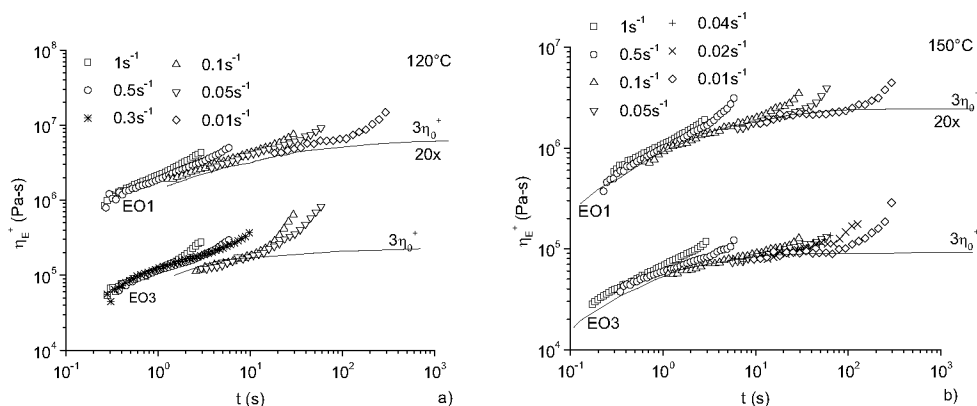 10⁸
120°C
1s⁻¹
0.5s⁻¹
0.3s⁻¹
0.1s⁻¹
0.05s⁻¹
0.01s⁻¹
10⁷
10⁶
10⁵
10⁴
η_E⁺ (Pa-s)
3η₀⁺
20x
EO1
3η₀⁺
EO3
10⁻¹
10⁰
10¹
10²
10³
t (s)
a)
10⁷
150°C
1s⁻¹
0.5s⁻¹
0.1s⁻¹
0.05s⁻¹
0.04s⁻¹
0.02s⁻¹
0.01s⁻¹
10⁶
10⁵
10⁴
η_E⁺ (Pa-s)
3η₀⁺
20x
EO1
3η₀⁺
EO3
10⁻¹
10⁰
10¹
10²
10³
t (s)
b)